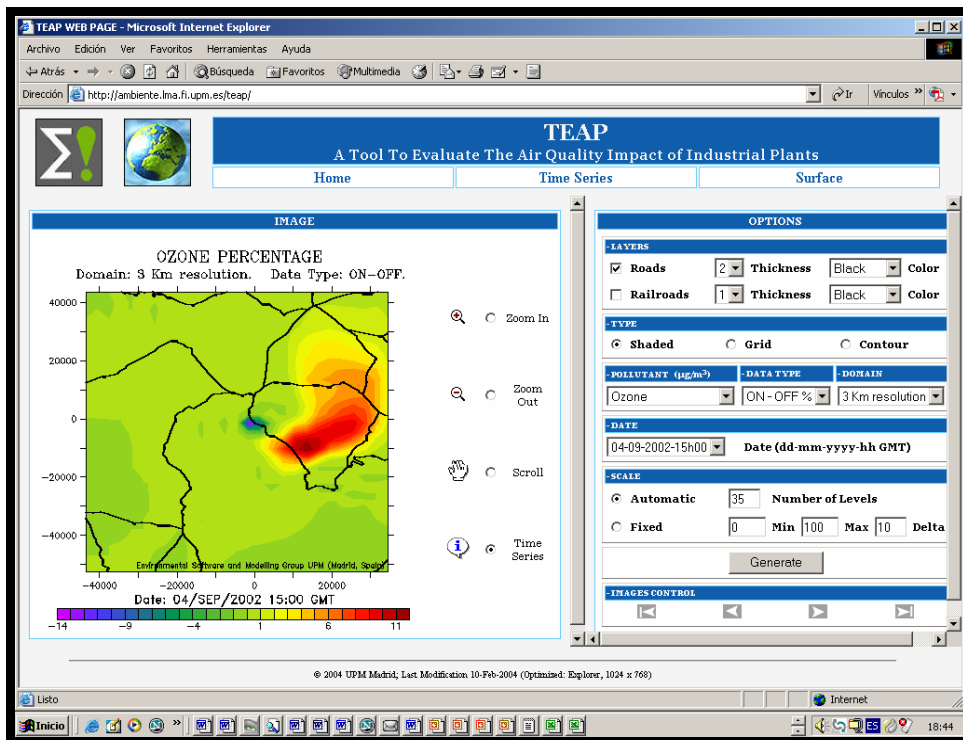 TEAP WEB PAGE - Microsoft Internet Explorer
Archivo Edición Ver Favoritos Herramientas Ayuda
Atrás Búsqueda Favoritos Multimedia
Dirección http://ambiente.lma.fi.upm.es/teap/ Ir Vínculos »
TEAP
A Tool To Evaluate The Air Quality Impact of Industrial Plants
Home Time Series Surface
IMAGE
OZONE PERCENTAGE
Domain: 3 Km resolution. Data Type: ON-OFF.
40000
20000
0
-20000
-40000
Environmental Software and Modelling Group UPM (Madrid, Spain)
-40000 -20000 0 20000
Date: 04/SEP/2002 15:00 GMT
-14 -9 -4 1 6 11
Zoom In
Zoom
Out
Scroll
Time
Series
OPTIONS
-LAYERS
Roads 2 Thickness Black Color
Railroads 1 Thickness Black Color
-TYPE
Shaded Grid Contour
-POLLUTANT (µg/m³) -DATA TYPE -DOMAIN
Ozone ON - OFF % 3 Km resolution
-DATE
04-09-2002-15h00 Date (dd-mm-yyyy-hh GMT)
-SCALE
Automatic 35 Number of Levels
Fixed 0 Min 100 Max 10 Delta
Generate
-IMAGES CONTROL
© 2004 UPM Madrid; Last Modification 10-Feb-2004 (Optimized: Explorer, 1024 x 768)
Listo Internet
Inicio » ES 18:44